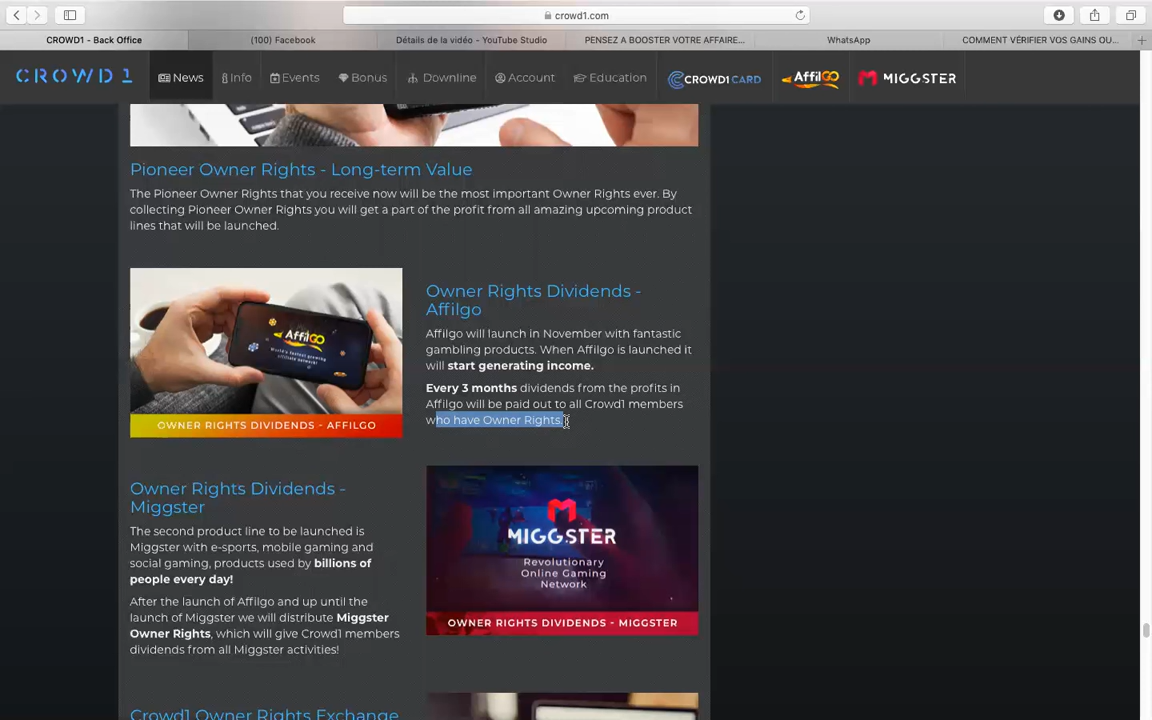 crowd1.com
CROWD1 - Back Office
(100) Facebook
Détails de la vidéo - YouTube Studio
PENSEZ A BOOSTER VOTRE AFFAIRE...
WhatsApp
COMMENT VÉRIFIER VOS GAINS OU...
CROWD1
News
Info
Events
Bonus
Downline
Account
Education
CROWD1 CARD
AffilGO
MIGGSTER
Pioneer Owner Rights - Long-term Value
The Pioneer Owner Rights that you receive now will be the most important Owner Rights ever. By
collecting Pioneer Owner Rights you will get a part of the profit from all amazing upcoming product
lines that will be launched.
AffilGO
World's fastest growing
affiliate network!
OWNER RIGHTS DIVIDENDS - AFFILGO
Owner Rights Dividends -
Affilgo
Affilgo will launch in November with fantastic
gambling products. When Affilgo is launched it
will start generating income.
Every 3 months dividends from the profits in
Affilgo will be paid out to all Crowd1 members
who have Owner Rights.
Owner Rights Dividends -
Miggster
The second product line to be launched is
Miggster with e-sports, mobile gaming and
social gaming, products used by billions of
people every day!
After the launch of Affilgo and up until the
launch of Miggster we will distribute Miggster
Owner Rights, which will give Crowd1 members
dividends from all Miggster activities!
MIGGSTER
Revolutionary
Online Gaming
Network
OWNER RIGHTS DIVIDENDS - MIGGSTER
Crowd1 Owner Rights Exchange